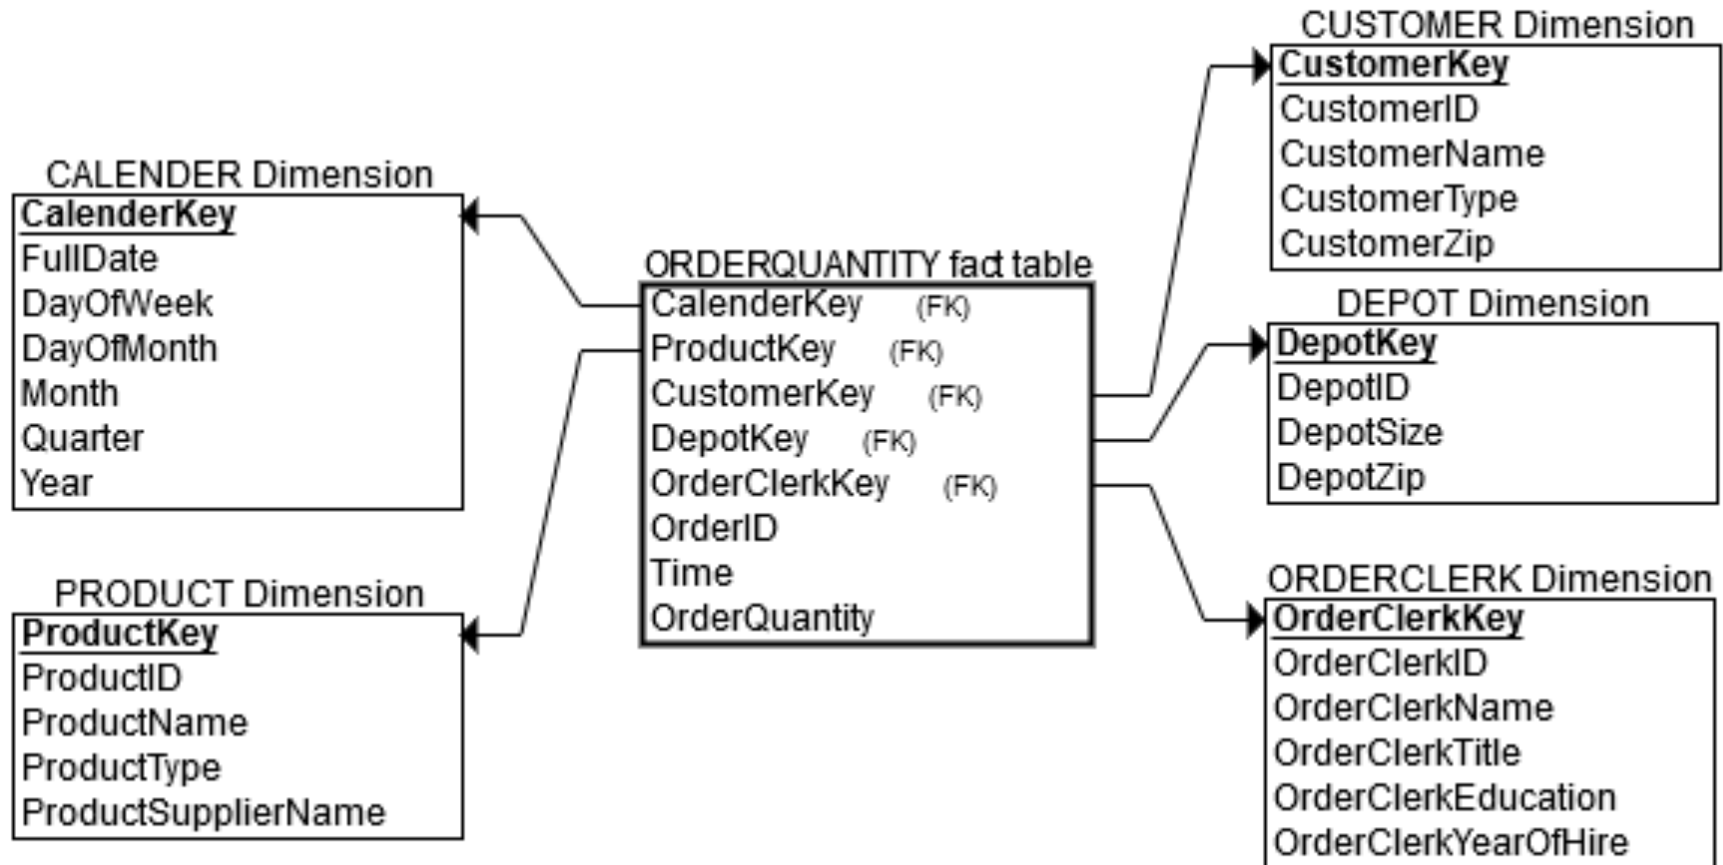 CALENDER Dimension
CalenderKey
FullDate
DayOfWeek
DayOfMonth
Month
Quarter
Year
PRODUCT Dimension
ProductKey
ProductID
ProductName
ProductType
ProductSupplierName
ORDERQUANTITY fact table
CalenderKey (FK)
ProductKey (FK)
CustomerKey (FK)
DepotKey (FK)
OrderClerkKey (FK)
OrderID
Time
OrderQuantity
CUSTOMER Dimension
CustomerKey
CustomerID
CustomerName
CustomerType
CustomerZip
DEPOT Dimension
DepotKey
DepotID
DepotSize
DepotZip
ORDERCLERK Dimension
OrderClerkKey
OrderClerkID
OrderClerkName
OrderClerkTitle
OrderClerkEducation
OrderClerkYearOfHire